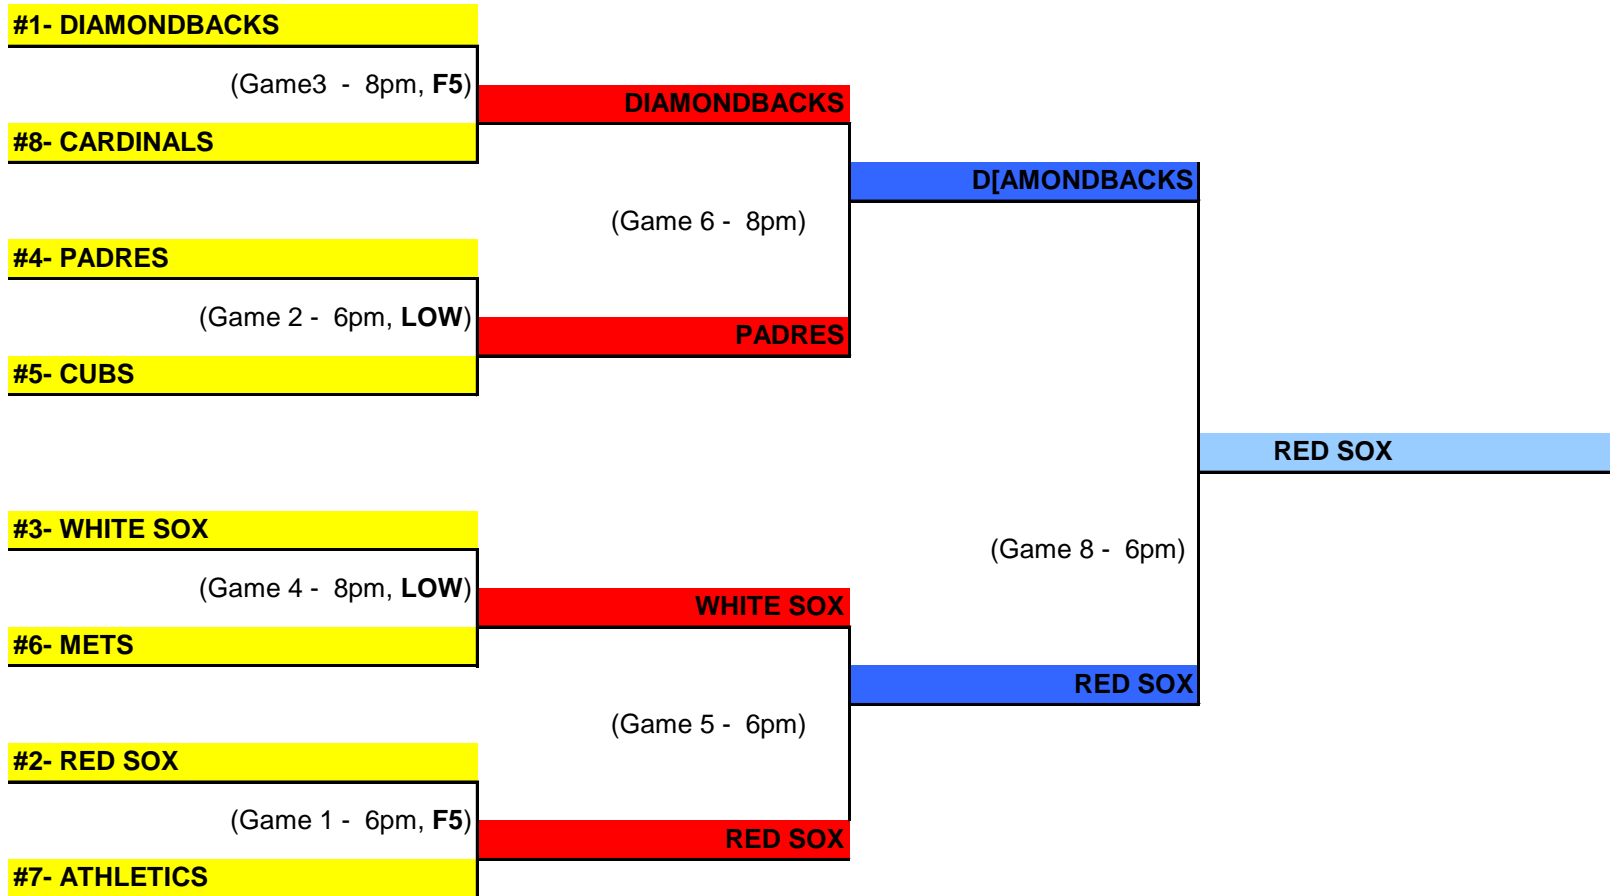 #1- DIAMONDBACKS
(Game3 - 8pm, F5)
DIAMONDBACKS
#8- CARDINALS
D[AMONDBACKS
(Game 6 - 8pm)
#4- PADRES
(Game 2 - 6pm, LOW)
PADRES
#5- CUBS
RED SOX
#3- WHITE SOX
(Game 8 - 6pm)
(Game 4 - 8pm, LOW)
WHITE SOX
#6- METS
RED SOX
(Game 5 - 6pm)
#2- RED SOX
(Game 1 - 6pm, F5)
RED SOX
#7- ATHLETICS